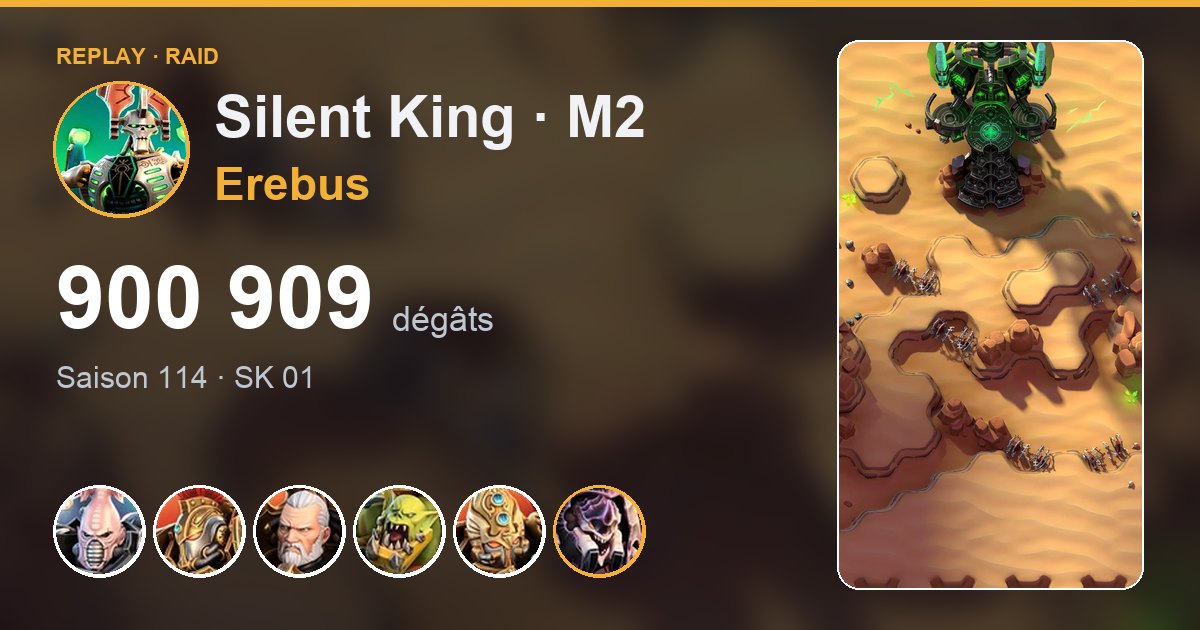 REPLAY · RAID
Silent King · M2
Erebus
900 909 dégâts
Saison 114 · SK 01